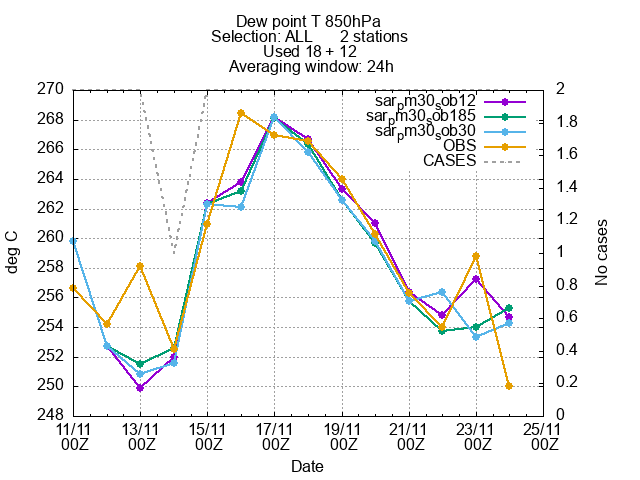 Dew point T 850hPa
Selection: ALL 2 stations
Used 18 + 12
Averaging window: 24h
sarpm30sob12
sarpm30sob185
sarpm30sob30
OBS
CASES
270
268
266
264
262
260
258
256
254
252
250
248
deg C
2
1.8
1.6
1.4
1.2
1
0.8
0.6
0.4
0.2
0
No cases
11/11 13/11 15/11 17/11 19/11 21/11 23/11 25/11
00Z 00Z 00Z 00Z 00Z 00Z 00Z 00Z
Date